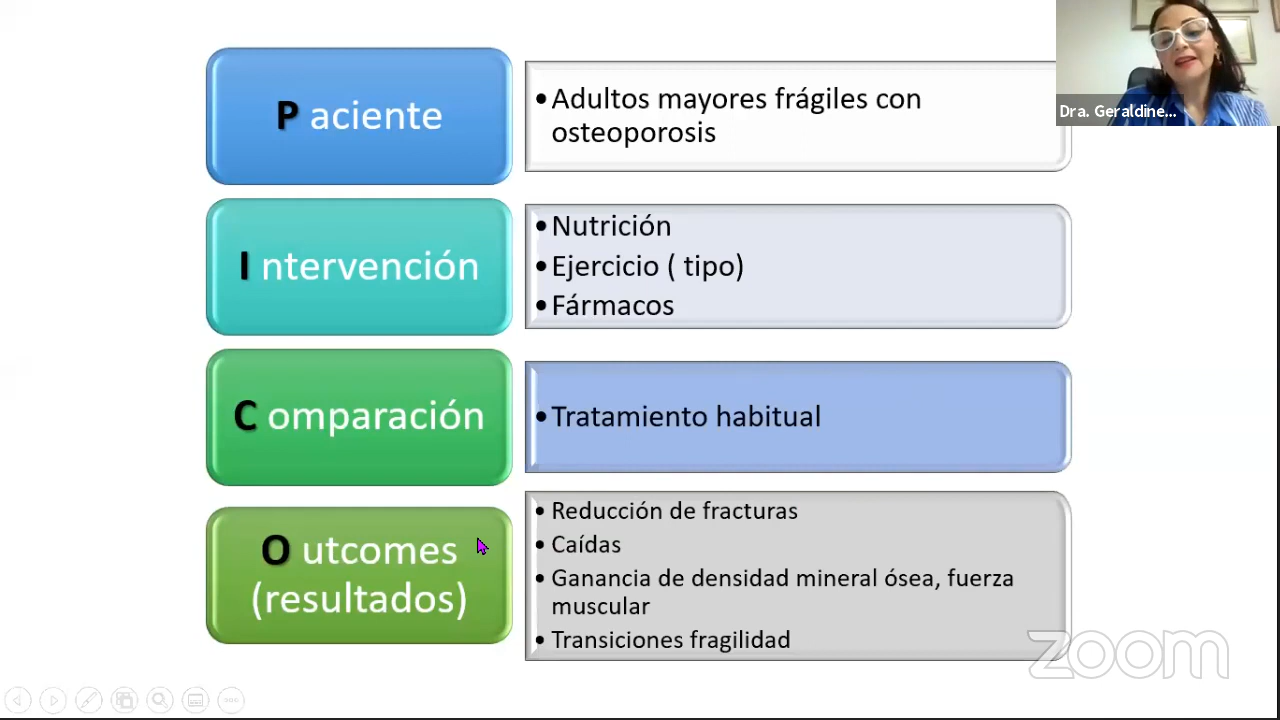 P aciente
• Adultos mayores frágiles con
osteoporosis
Dra. Geraldine...
I ntervención
• Nutrición
• Ejercicio ( tipo)
• Fármacos
C omparación
• Tratamiento habitual
O utcomes
(resultados)
• Reducción de fracturas
• Caídas
• Ganancia de densidad mineral ósea, fuerza
muscular
• Transiciones fragilidad
zoom